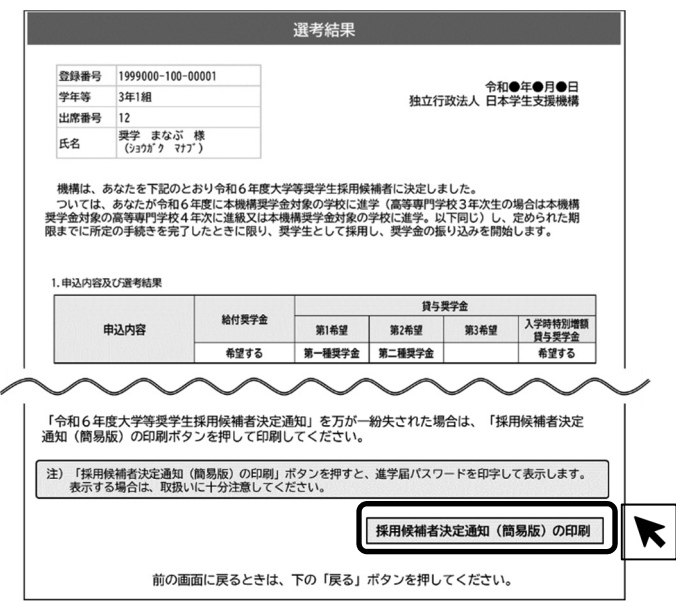 選考結果
登録番号 1999000-100-00001
学年等 3年1組
出席番号 12
氏名 奨学 まなぶ 様
（ｼｮｳｶﾞｸ ﾏﾅﾌﾞ）
令和●年●月●日
独立行政法人 日本学生支援機構
機構は、あなたを下記のとおり令和６年度大学等奨学生採用候補者に決定しました。
ついては、あなたが令和６年度に本機構奨学金対象の学校に進学（高等専門学校３年次生の場合は本機構
奨学金対象の高等専門学校４年次に進級又は本機構奨学金対象の学校に進学。以下同じ）し、定められた期
限までに所定の手続きを完了したときに限り、奨学生として採用し、奨学金の振り込みを開始します。
1. 申込内容及び選考結果
申込内容 給付奨学金 貸与奨学金
第1希望 第2希望 第3希望 入学時特別増額
貸与奨学金
希望する 第一種奨学金 第二種奨学金 希望する
「令和６年度大学等奨学生採用候補者決定通知」を万が一紛失された場合は、「採用候補者決定
通知（簡易版）の印刷ボタンを押して印刷してください。
注）「採用候補者決定通知（簡易版）の印刷」ボタンを押すと、進学届パスワードを印字して表示します。
表示する場合は、取扱いに十分注意してください。
採用候補者決定通知（簡易版）の印刷
前の画面に戻るときは、下の「戻る」ボタンを押してください。